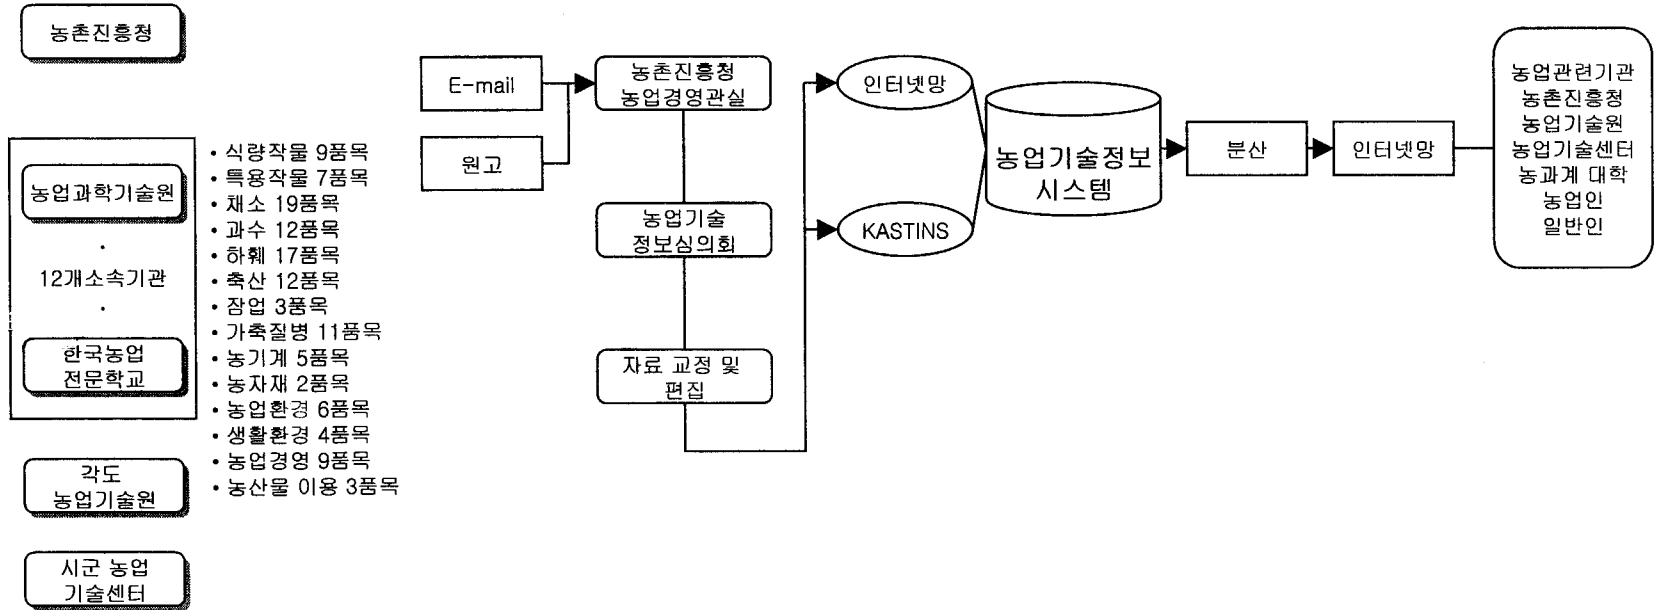 농촌진흥청
농업과학기술원
·
12개소속기관
·
한국농업
전문학교
각도
농업기술원
시군 농업
기술센터
• 식량작물 9품목
• 특용작물 7품목
• 채소 19품목
• 과수 12품목
• 하훼 17품목
• 축산 12품목
• 잠업 3품목
• 가축질병 11품목
• 농기계 5품목
• 농자재 2품목
• 농업환경 6품목
• 생활환경 4품목
• 농업경영 9품목
• 농산물 이용 3품목
E-mail
원고
농촌진흥청
농업경영관실
농업기술
정보심의회
자료 교정 및
편집
인터넷망
KASTINS
농업기술정보
시스템
분산
인터넷망
농업관련기관
농촌진흥청
농업기술원
농업기술센터
농과계 대학
농업인
일반인